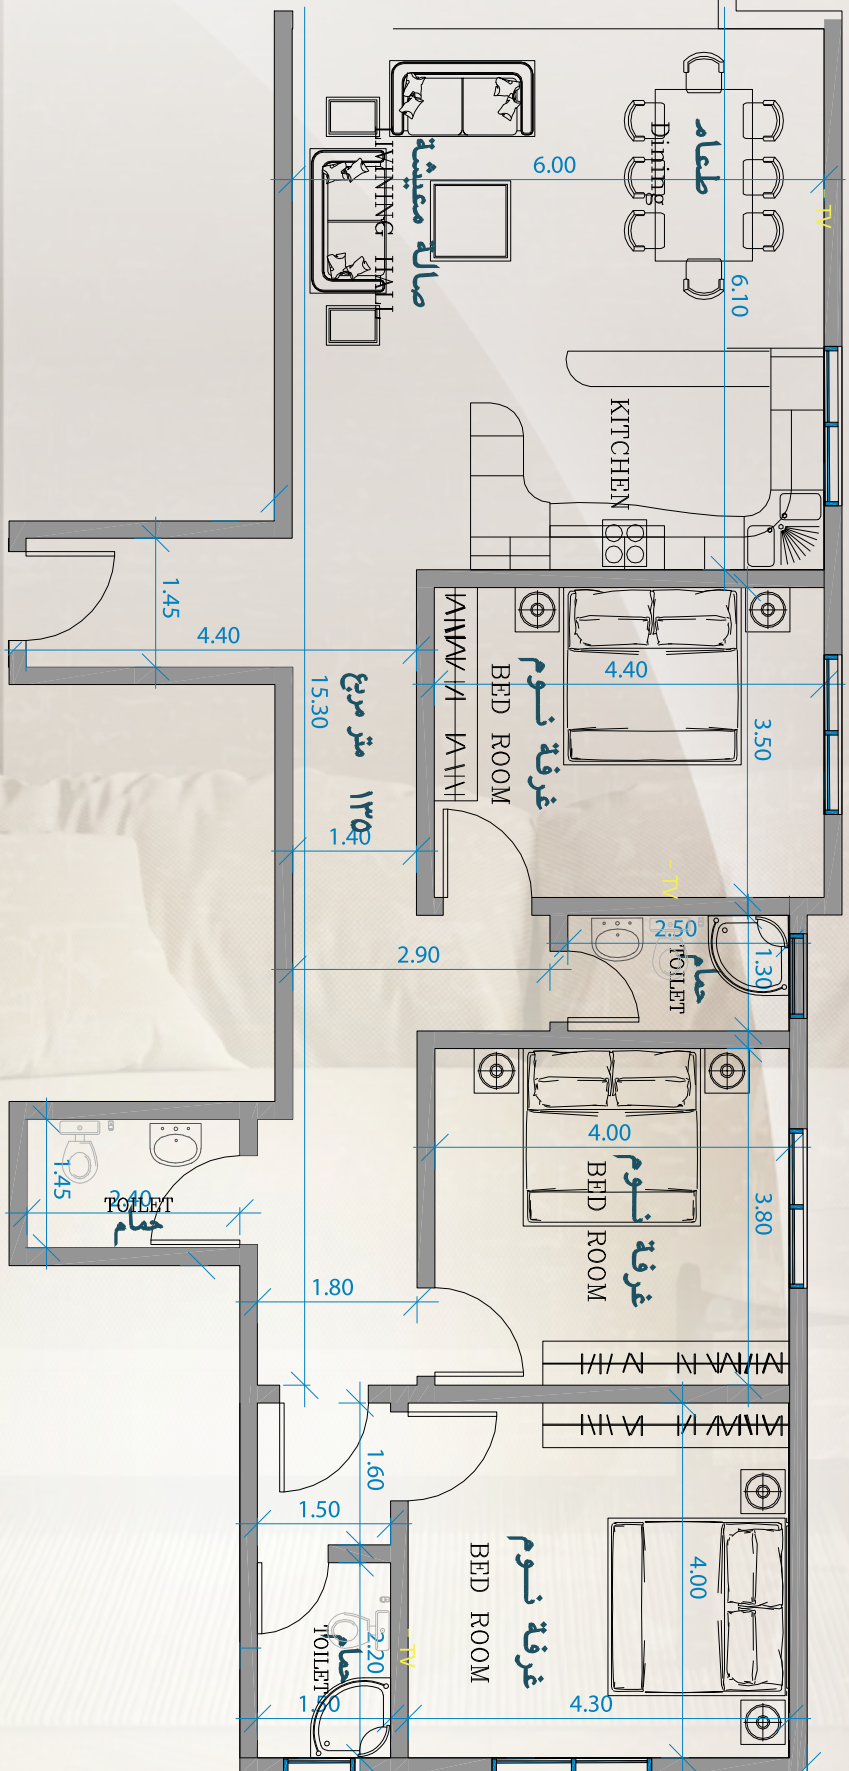 6.00
LIVING HALL
صالة معيشة
Dining
طعام
TV
6.10
KITCHEN
1.45
4.40
15.30
١٣٥ متر مربع
1.40
BED ROOM
غرفة نوم
4.40
3.50
TV
2.90
2.50
1.30
TOILET
حمام
1.45
2.40
TOILET
حمام
4.00
BED ROOM
غرفة نوم
3.80
1.80
1.60
1.50
BED ROOM
غرفة نوم
4.00
TV
2.20
TOILET
حمام
1.50
4.30